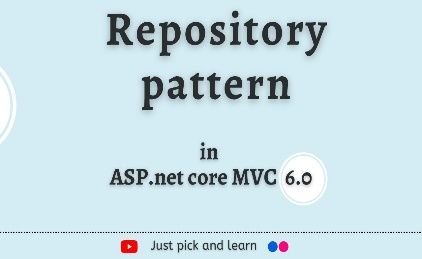 Repository
pattern
in
ASP.net core MVC 6.0
Just pick and learn